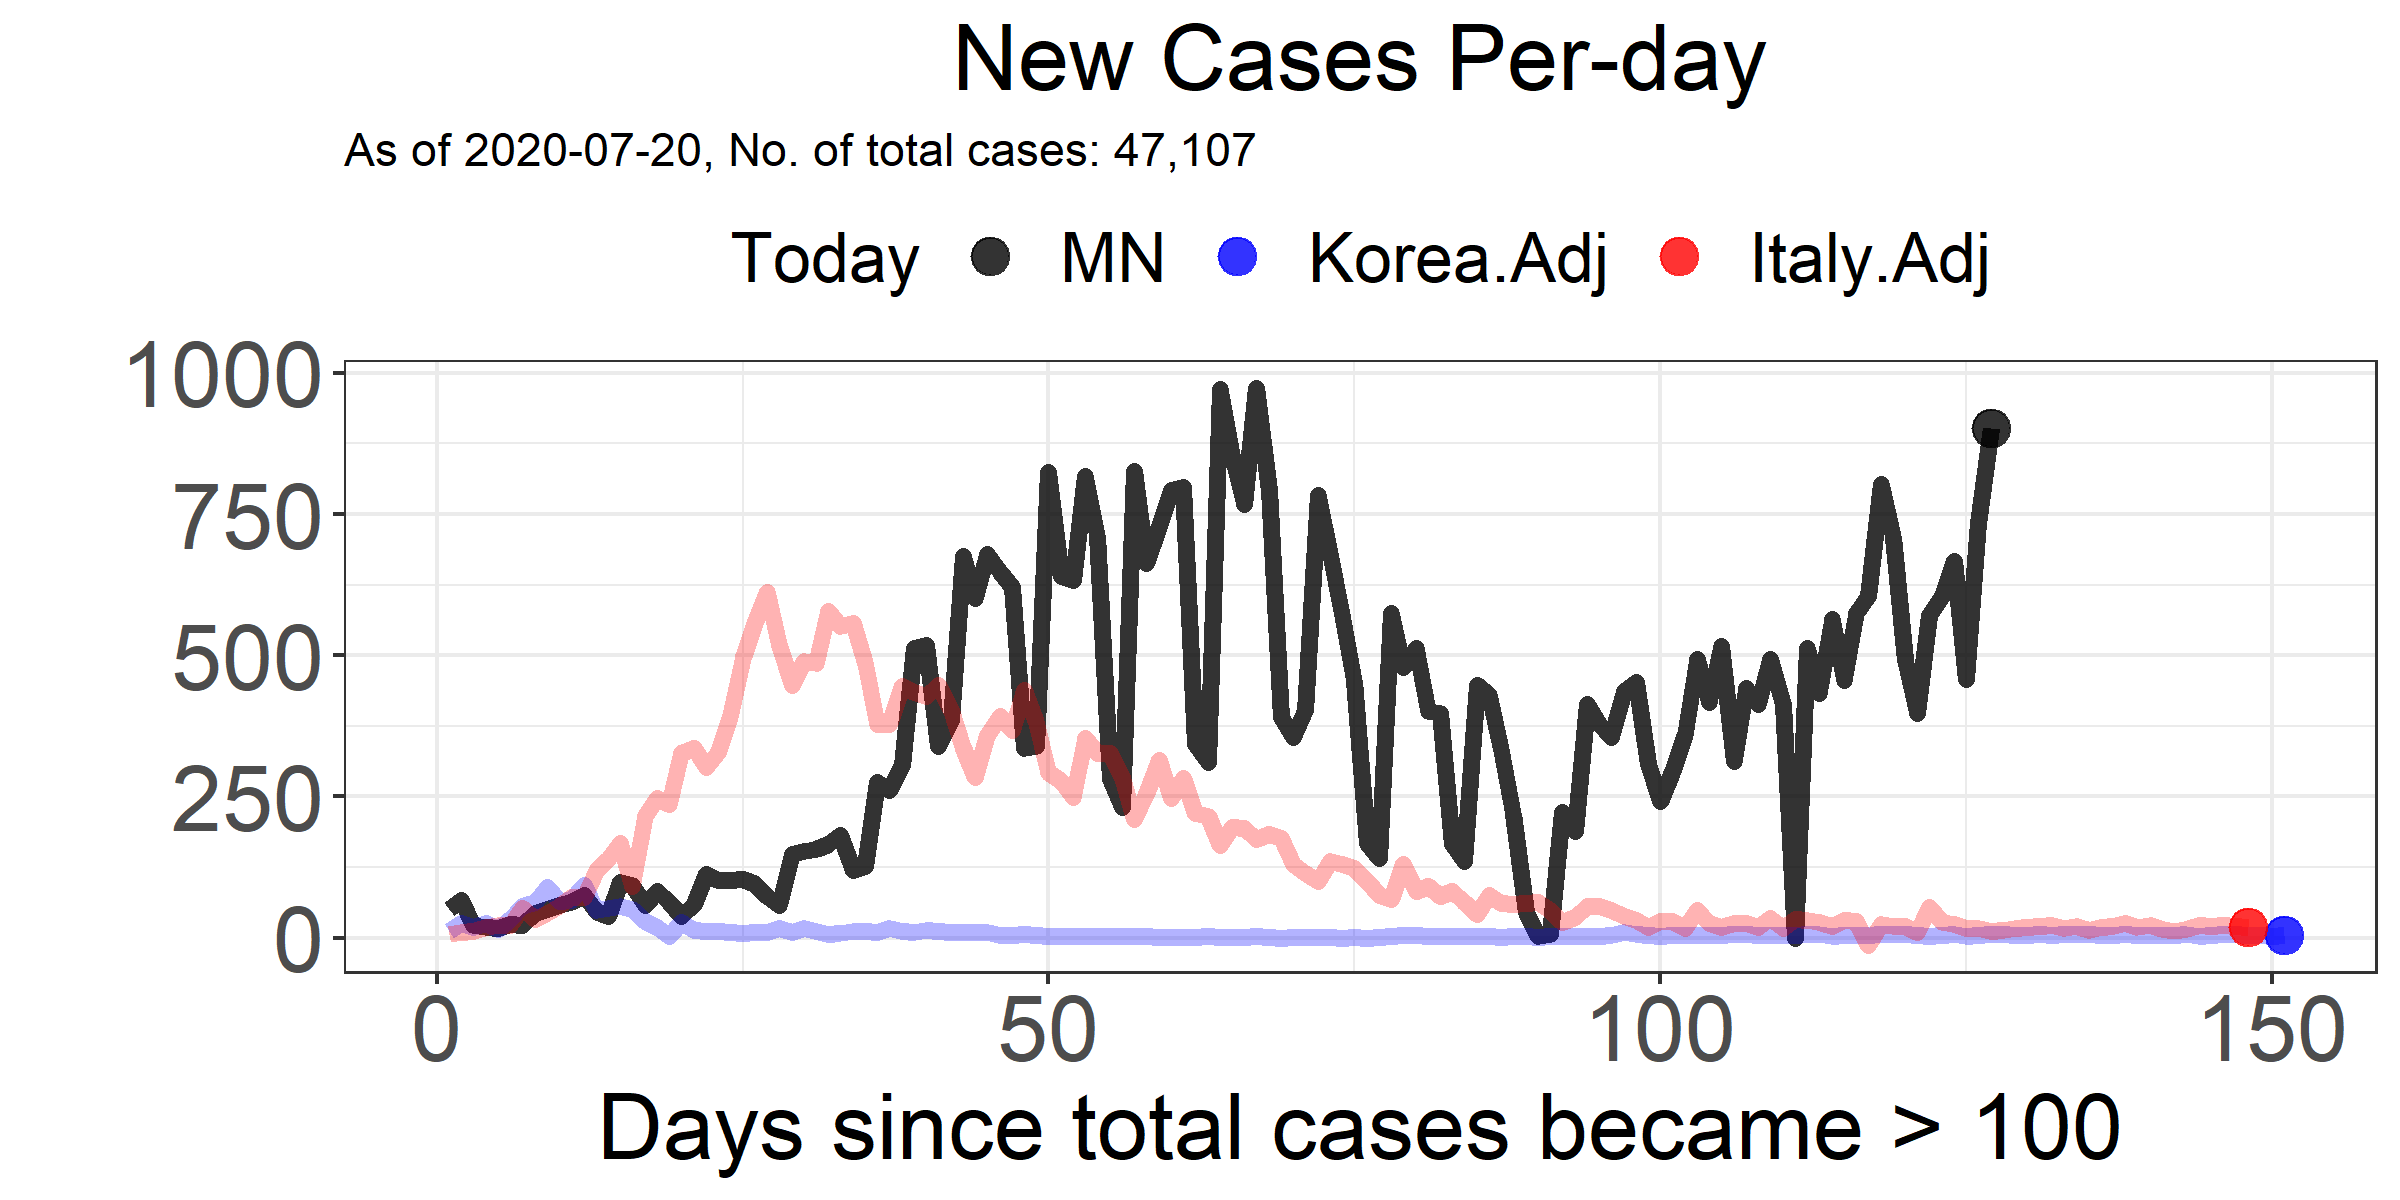 New Cases Per-day
As of 2020-07-20, No. of total cases: 47,107
Today MN Korea.Adj Italy.Adj
1000
750
500
250
0
0 50 100 150
Days since total cases became > 100